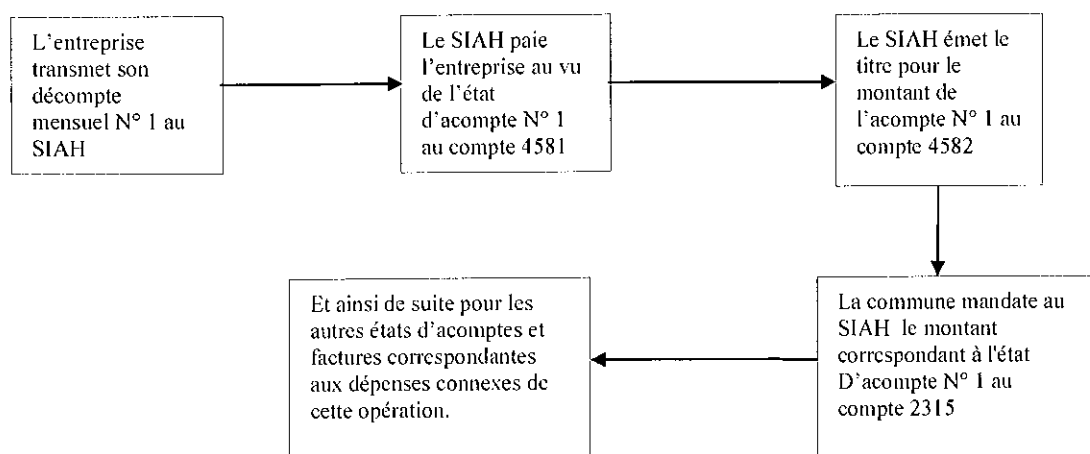 L'entreprise
transmet son
décompte
mensuel N° 1 au
SIAH
Le SIAH paie
l'entreprise au vu
de l'état
d'acompte N° 1
au compte 4581
Le SIAH émet le
titre pour le
montant de
l'acompte N° 1 au
compte 4582
La commune mandate au
SIAH le montant
correspondant à l'état
D'acompte N° 1 au
compte 2315
Et ainsi de suite pour les
autres états d'acomptes et
factures correspondantes
aux dépenses connexes de
cette opération.